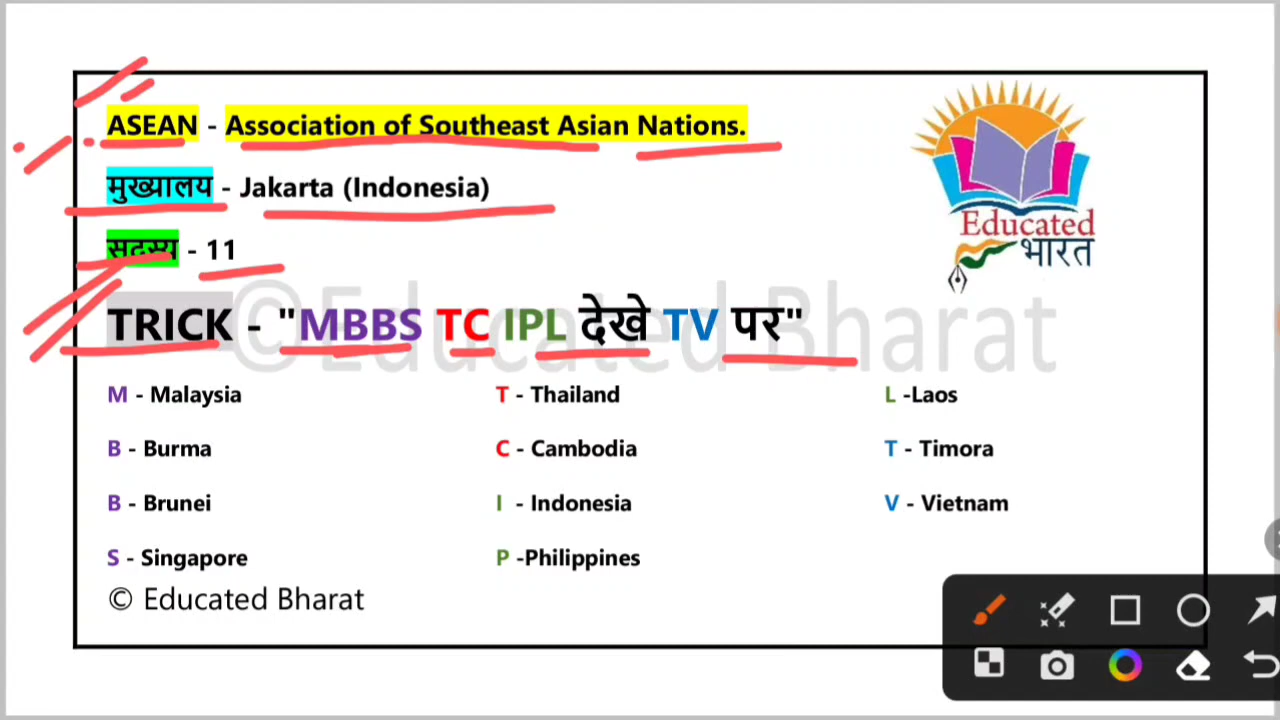 ASEAN - Association of Southeast Asian Nations.
मुख्यालय - Jakarta (Indonesia)
सदस्य - 11
Educated
भारत
TRICK - "MBBS TC IPL देखे TV पर"
©Educated Bharat
M - Malaysia
B - Burma
B - Brunei
S - Singapore
T - Thailand
C - Cambodia
I - Indonesia
P -Philippines
L -Laos
T - Timora
V - Vietnam
© Educated Bharat